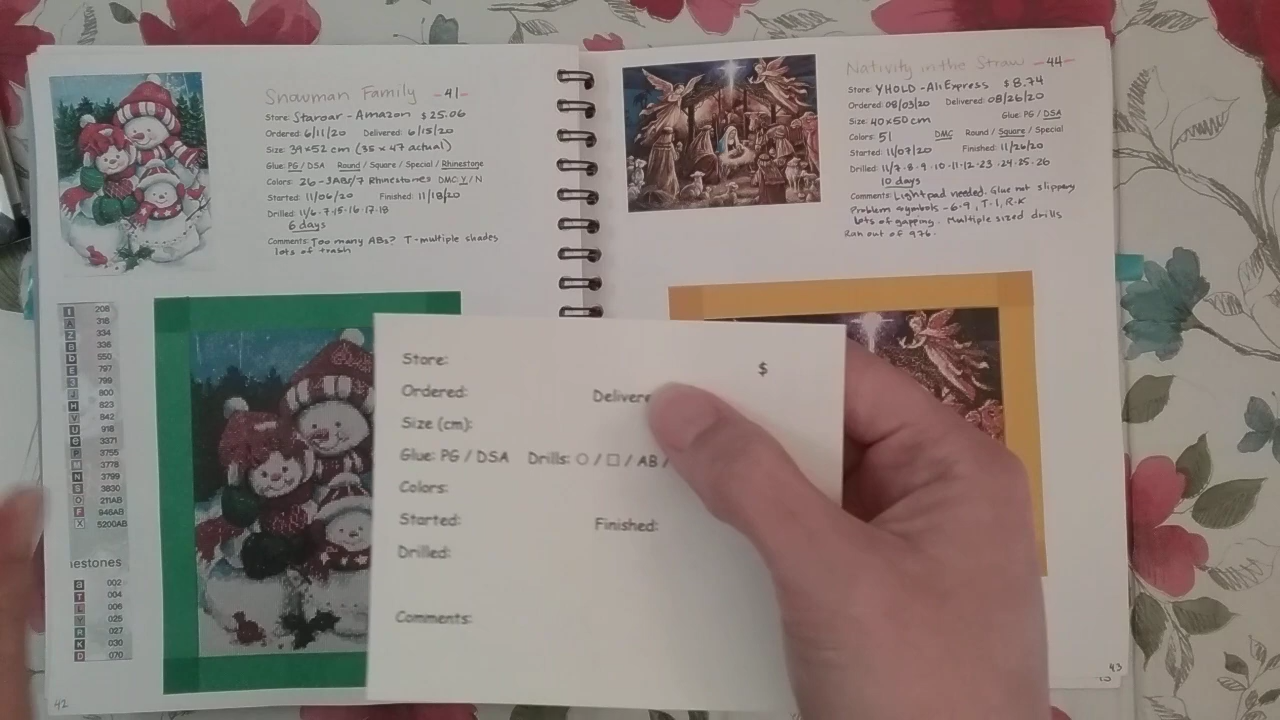 Snowman Family -41-
Store: Staroar - Amazon $25.06
Ordered: 6/11/20 Delivered: 6/15/20
Size: 39x52 cm (35 x 47 actual)
Glue: PG / DSA Round / Square / Special / Rhinestone
Colors: 26-3ABs/7 Rhinestones DMC: Y / N
Started: 11/06/20 Finished: 11/18/20
Drilled: 11/6-7-15-16-17-18
6 days
Comments: Too many ABs? T-multiple shades
lots of trash
I 208
A 318
Z 334
B 336
b 550
E 797
3 799
J 800
H 823
V 842
U 918
e 3371
P 3755
M 3778
N 3799
S 3830
O 211AB
F 946AB
X 5200AB
estones
002
T 004
006
Y 025
R 027
K 030
D 070
42
Nativity in the Straw -44-
Store: YHOLD - AliExpress $8.74
Ordered: 08/03/20 Delivered: 08/26/20
Size: 40x50cm Glue: PG / DSA
Colors: 51 DMC Round / Square / Special
Started: 11/07/20 Finished: 11/26/20
Drilled: 11/7-8-9-10-11-12-23-24-25-26
10 days
Comments: Lightpad needed. Glue not slippery
Problem symbols - 6-9, T-1, R-K
lots of gapping. Multiple sized drills
Ran out of 976.
43
Store: $
Ordered: Delivere
Size (cm):
Glue: PG / DSA Drills: ○ / □ / AB /
Colors:
Started: Finished:
Drilled:
Comments: